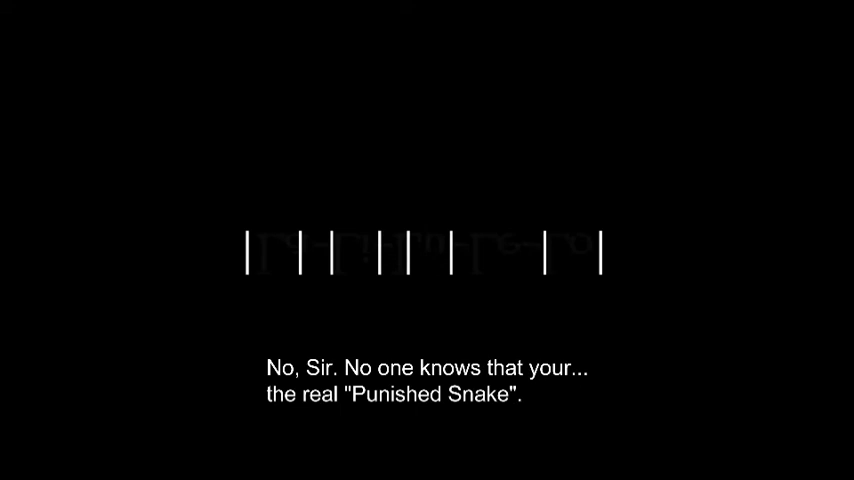 No, Sir. No one knows that your...
the real "Punished Snake".